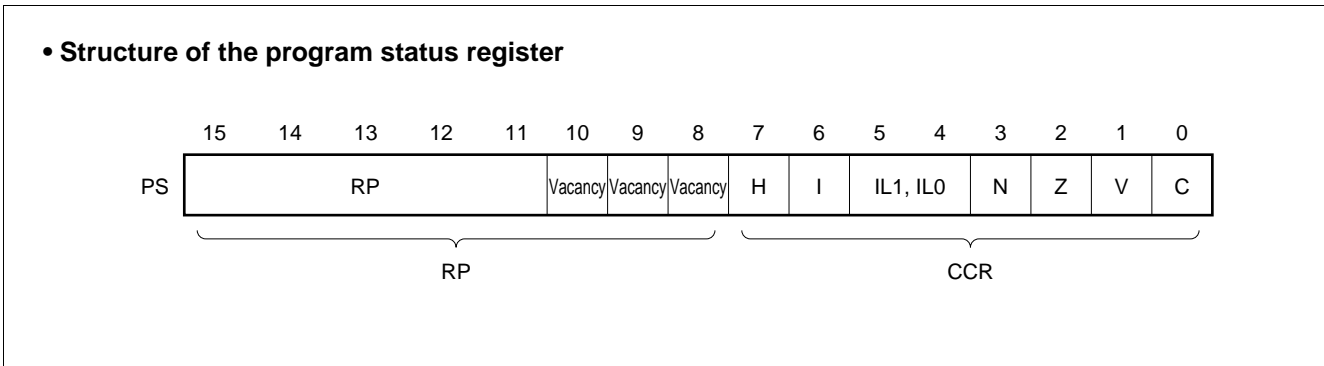 • Structure of the program status register
15 14 13 12 11 10 9 8 7 6 5 4 3 2 1 0
PS RP Vacancy Vacancy Vacancy H I IL1, IL0 N Z V C
RP CCR